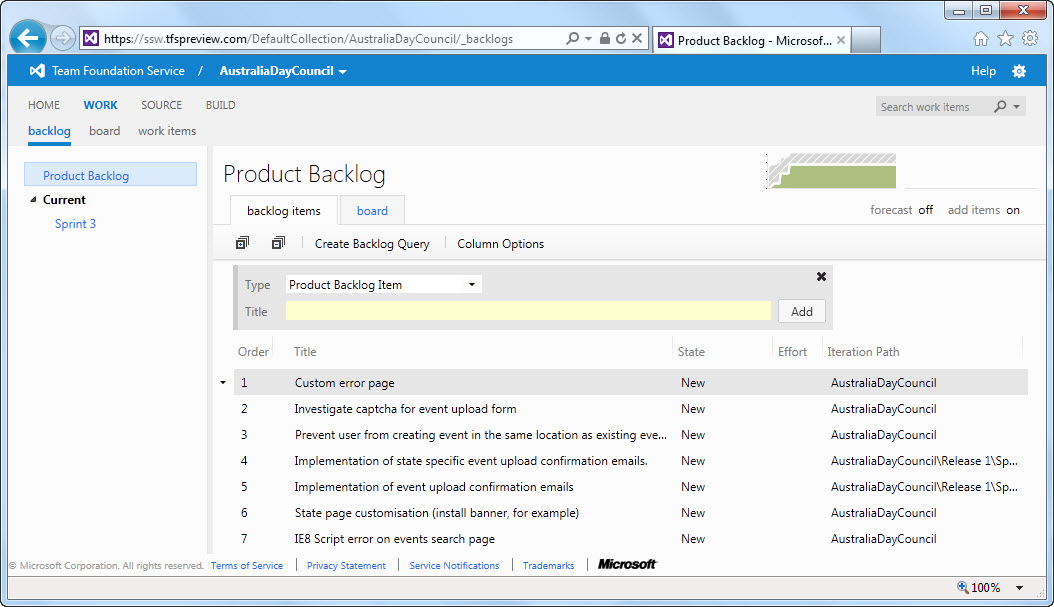 https://ssw.tfspreview.com/DefaultCollection/AustraliaDayCouncil/_backlogs
Product Backlog - Microsof...
Team Foundation Service / AustraliaDayCouncil
Help
HOME WORK SOURCE BUILD
Search work items
backlog board work items
Product Backlog
Current
Sprint 3
Product Backlog
backlog items board
forecast off add items on
Create Backlog Query Column Options
Type Product Backlog Item
Title Add
Order Title State Effort Iteration Path
1 Custom error page New AustraliaDayCouncil
2 Investigate captcha for event upload form New AustraliaDayCouncil
3 Prevent user from creating event in the same location as existing eve... New AustraliaDayCouncil
4 Implementation of state specific event upload confirmation emails. New AustraliaDayCouncil\Release 1\Sp...
5 Implementation of event upload confirmation emails New AustraliaDayCouncil\Release 1\Sp...
6 State page customisation (install banner, for example) New AustraliaDayCouncil
7 IE8 Script error on events search page New AustraliaDayCouncil
© Microsoft Corporation. All rights reserved. Terms of Service Privacy Statement Service Notifications Trademarks Microsoft
100%